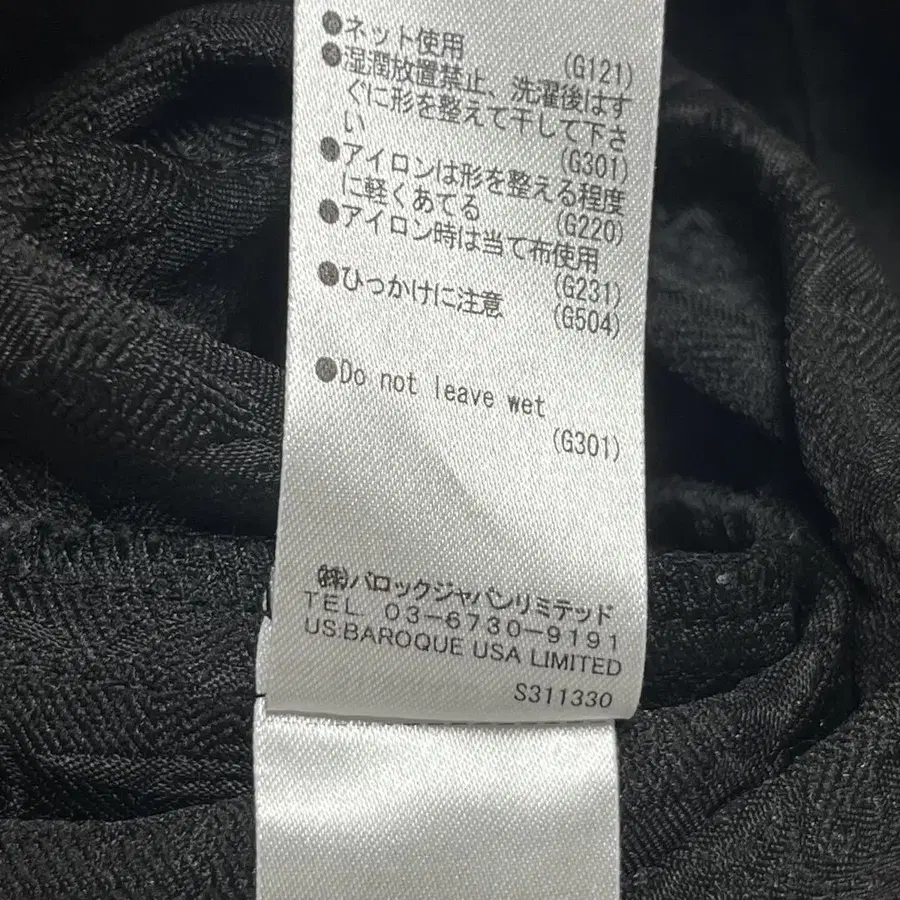 ●ネット使用
(G121)
●湿潤放置禁止、洗濯後はす
ぐに形を整えて干して下さ
い
(G301)
●アイロンは形を整える程度
に軽くあてる
(G220)
●アイロン時は当て布使用
(G231)
●ひっかけに注意
(G504)
●Do not leave wet
(G301)
㈱バロックジャパンリミテッド
TEL. 03-6730-9191
US:BAROQUE USA LIMITED
S311330